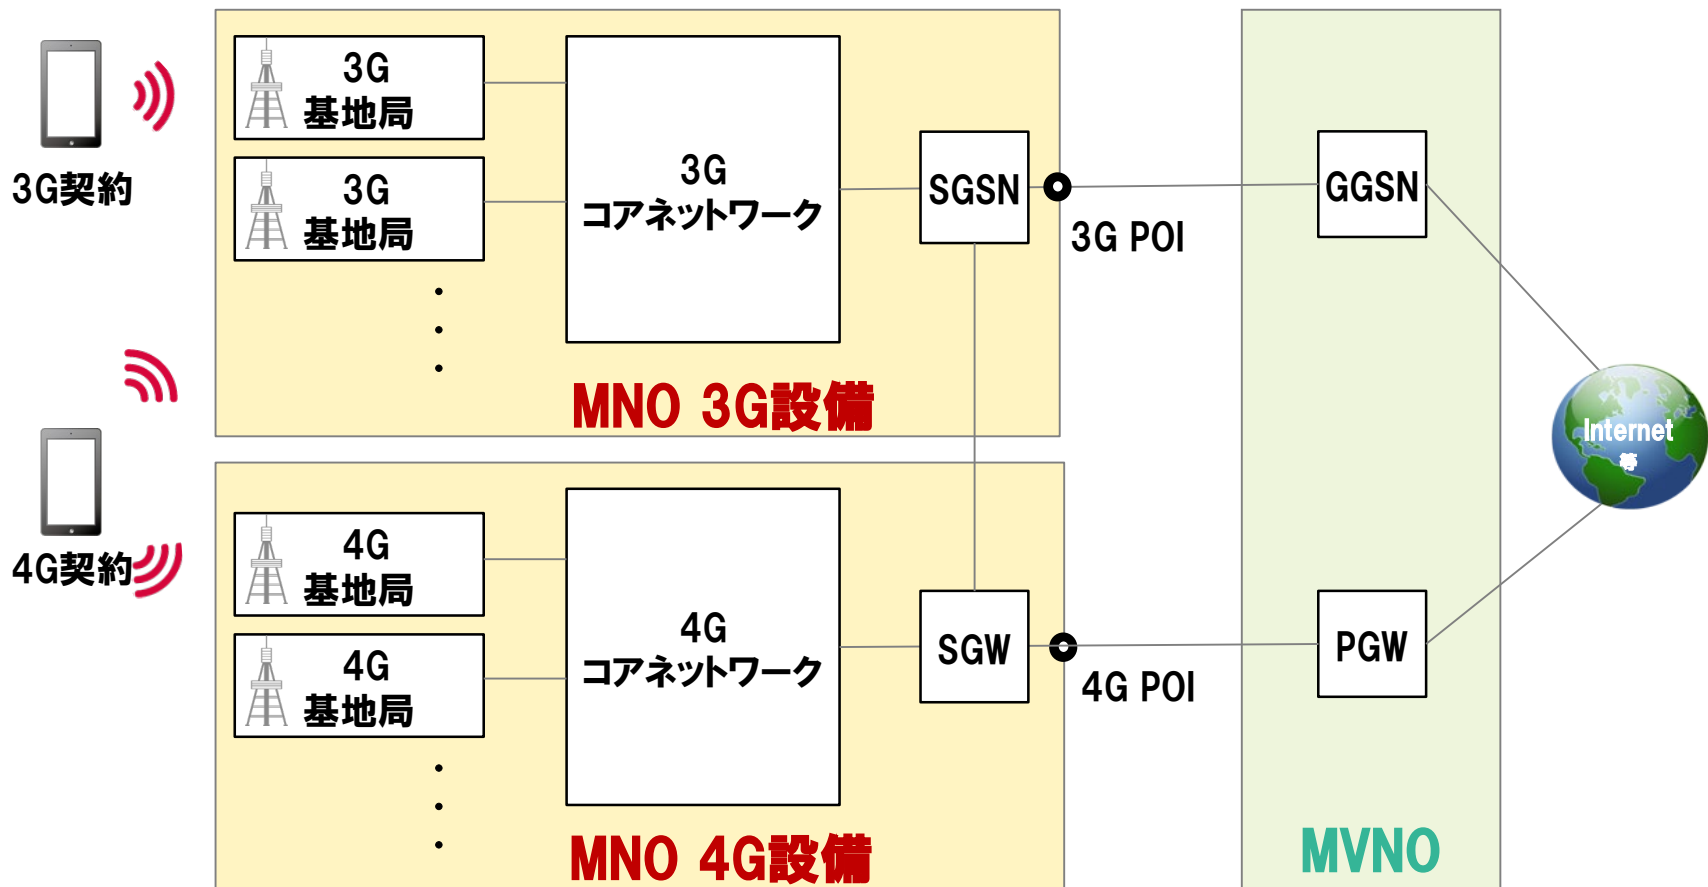 3G契約
3G
基地局
3G
基地局
・
・
・
3G
コアネットワーク
SGSN
3G POI
GGSN
MNO 3G設備
4G契約
4G
基地局
4G
基地局
・
・
・
4G
コアネットワーク
SGW
4G POI
PGW
MNO 4G設備
MVNO
Internet
等